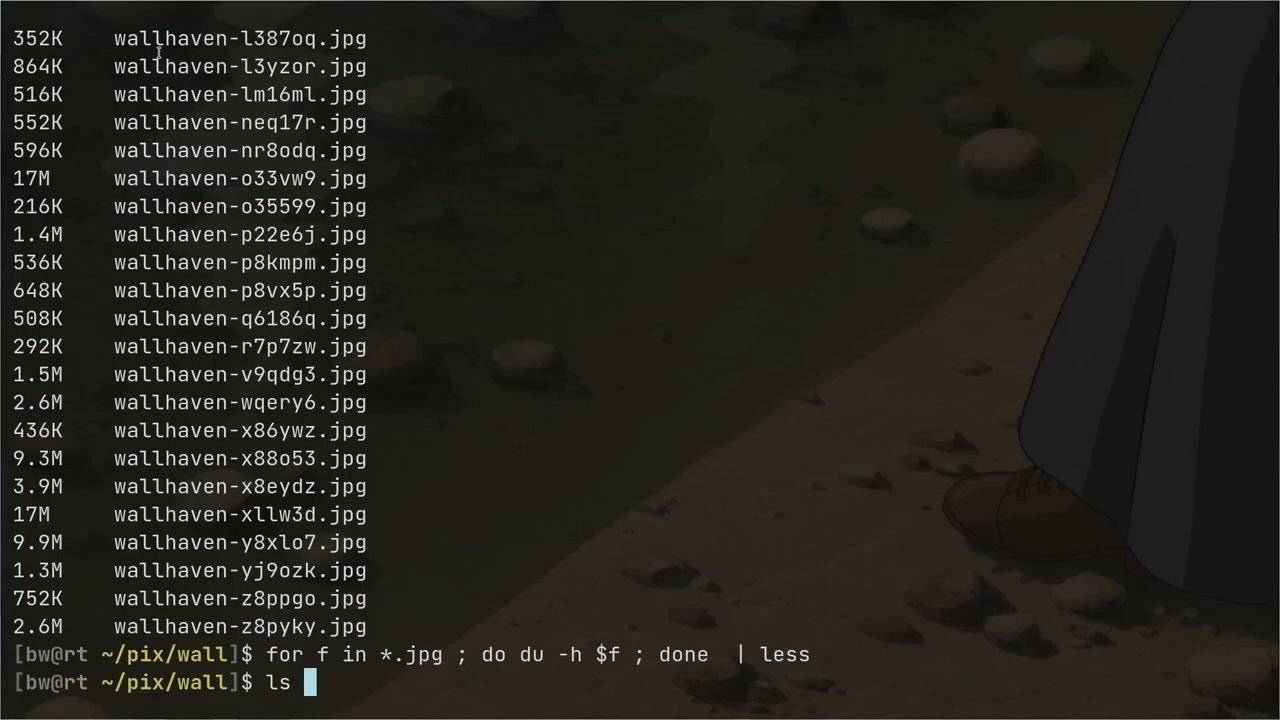 352K wallhaven-l387oq.jpg
864K wallhaven-l3yzor.jpg
516K wallhaven-lm16ml.jpg
552K wallhaven-neq17r.jpg
596K wallhaven-nr8odq.jpg
17M wallhaven-o33vw9.jpg
216K wallhaven-o35599.jpg
1.4M wallhaven-p22e6j.jpg
536K wallhaven-p8kmpm.jpg
648K wallhaven-p8vx5p.jpg
508K wallhaven-q6186q.jpg
292K wallhaven-r7p7zw.jpg
1.5M wallhaven-v9qdg3.jpg
2.6M wallhaven-wqery6.jpg
436K wallhaven-x86ywz.jpg
9.3M wallhaven-x88o53.jpg
3.9M wallhaven-x8eydz.jpg
17M wallhaven-xllw3d.jpg
9.9M wallhaven-y8xlo7.jpg
1.3M wallhaven-yj9ozk.jpg
752K wallhaven-z8ppgo.jpg
2.6M wallhaven-z8pyky.jpg
[bw@rt ~/pix/wall]$ for f in *.jpg ; do du -h $f ; done  | less
[bw@rt ~/pix/wall]$ ls